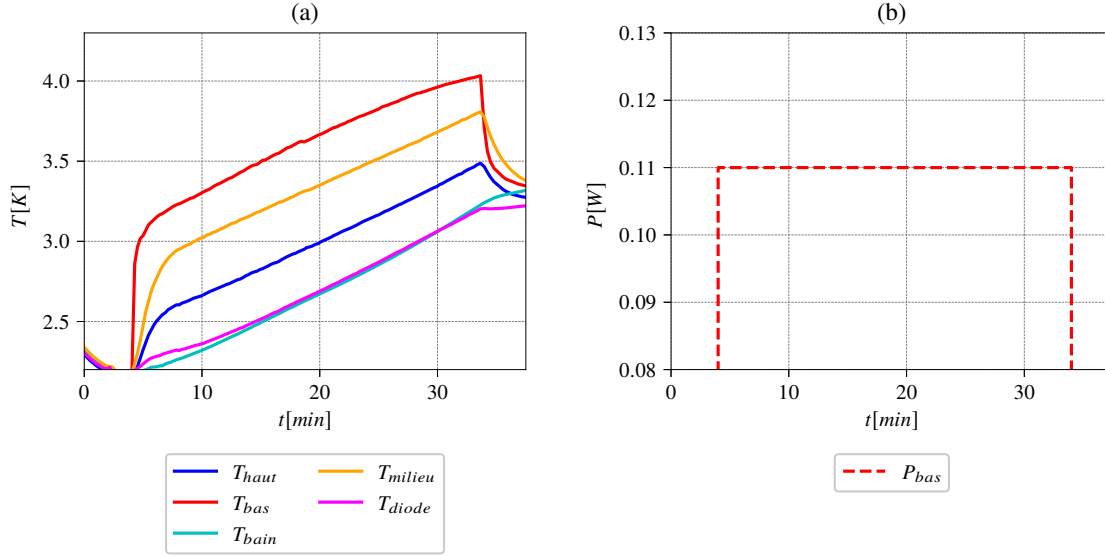 (a)
4.0
3.5
3.0
2.5
T[K]
0
10
20
30
t[min]
T_haut
T_bas
T_bain
T_milieu
T_diode
(b)
0.13
0.12
0.11
0.10
0.09
0.08
P[W]
0
10
20
30
t[min]
P_bas